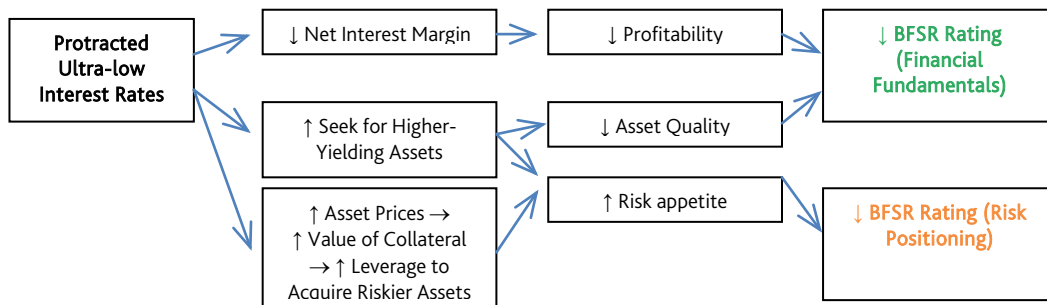 Protracted
Ultra-low
Interest Rates
↓ Net Interest Margin
↓ Profitability
↓ BFSR Rating
(Financial
Fundamentals)
↑ Seek for Higher-
Yielding Assets
↓ Asset Quality
↑ Risk appetite
↑ Asset Prices →
↑ Value of Collateral
→ ↑ Leverage to
Acquire Riskier Assets
↓ BFSR Rating (Risk
Positioning)